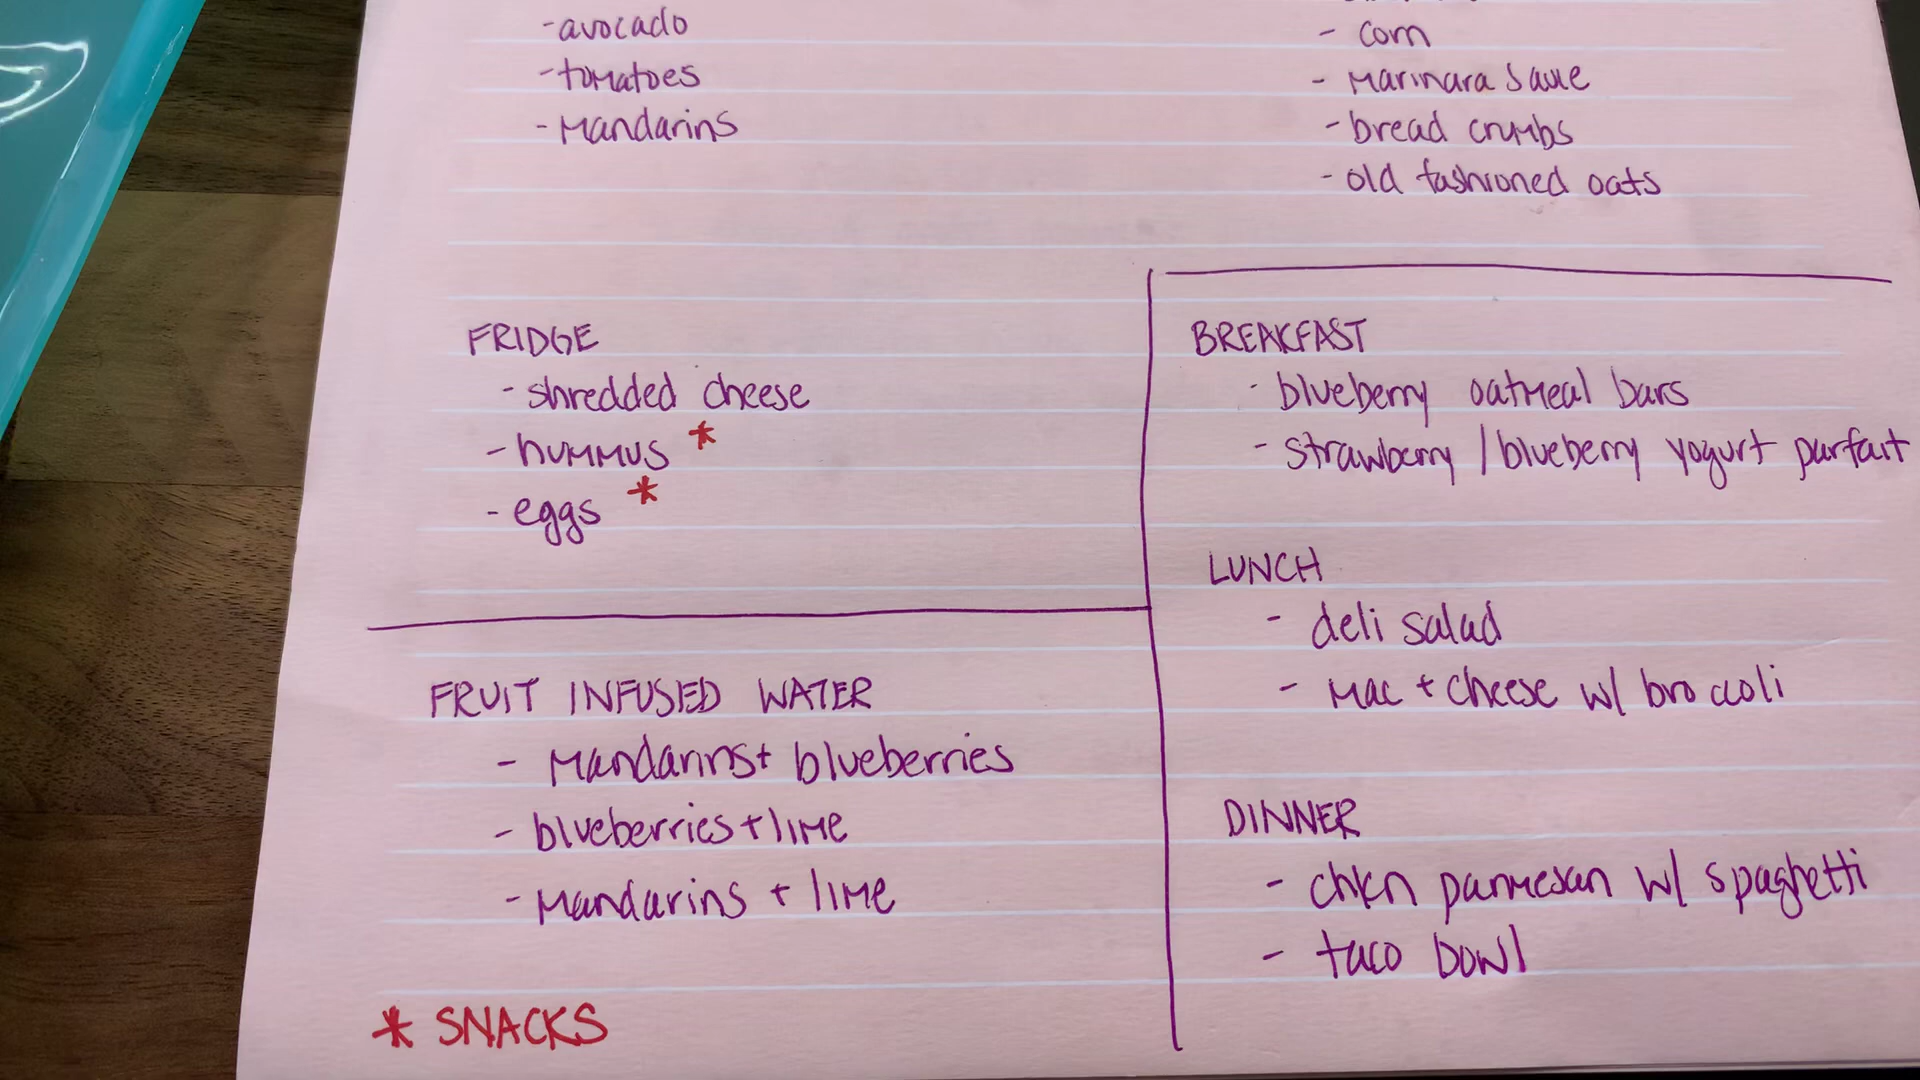 - avocado
- tomatoes
- Mandarins
- corn
- Marinara Sauce
- bread crumbs
- old fashioned oats
FRIDGE
- shredded cheese
- hummus *
- eggs *
FRUIT INFUSED WATER
- Mandarins + blueberries
- blueberries + lime
- Mandarins + lime
* SNACKS
BREAKFAST
- blueberry oatmeal bars
- strawberry / blueberry yogurt parfait
LUNCH
- deli salad
- Mac + cheese w/ broccoli
DINNER
- chkn parmesan w/ spaghetti
- taco bowl